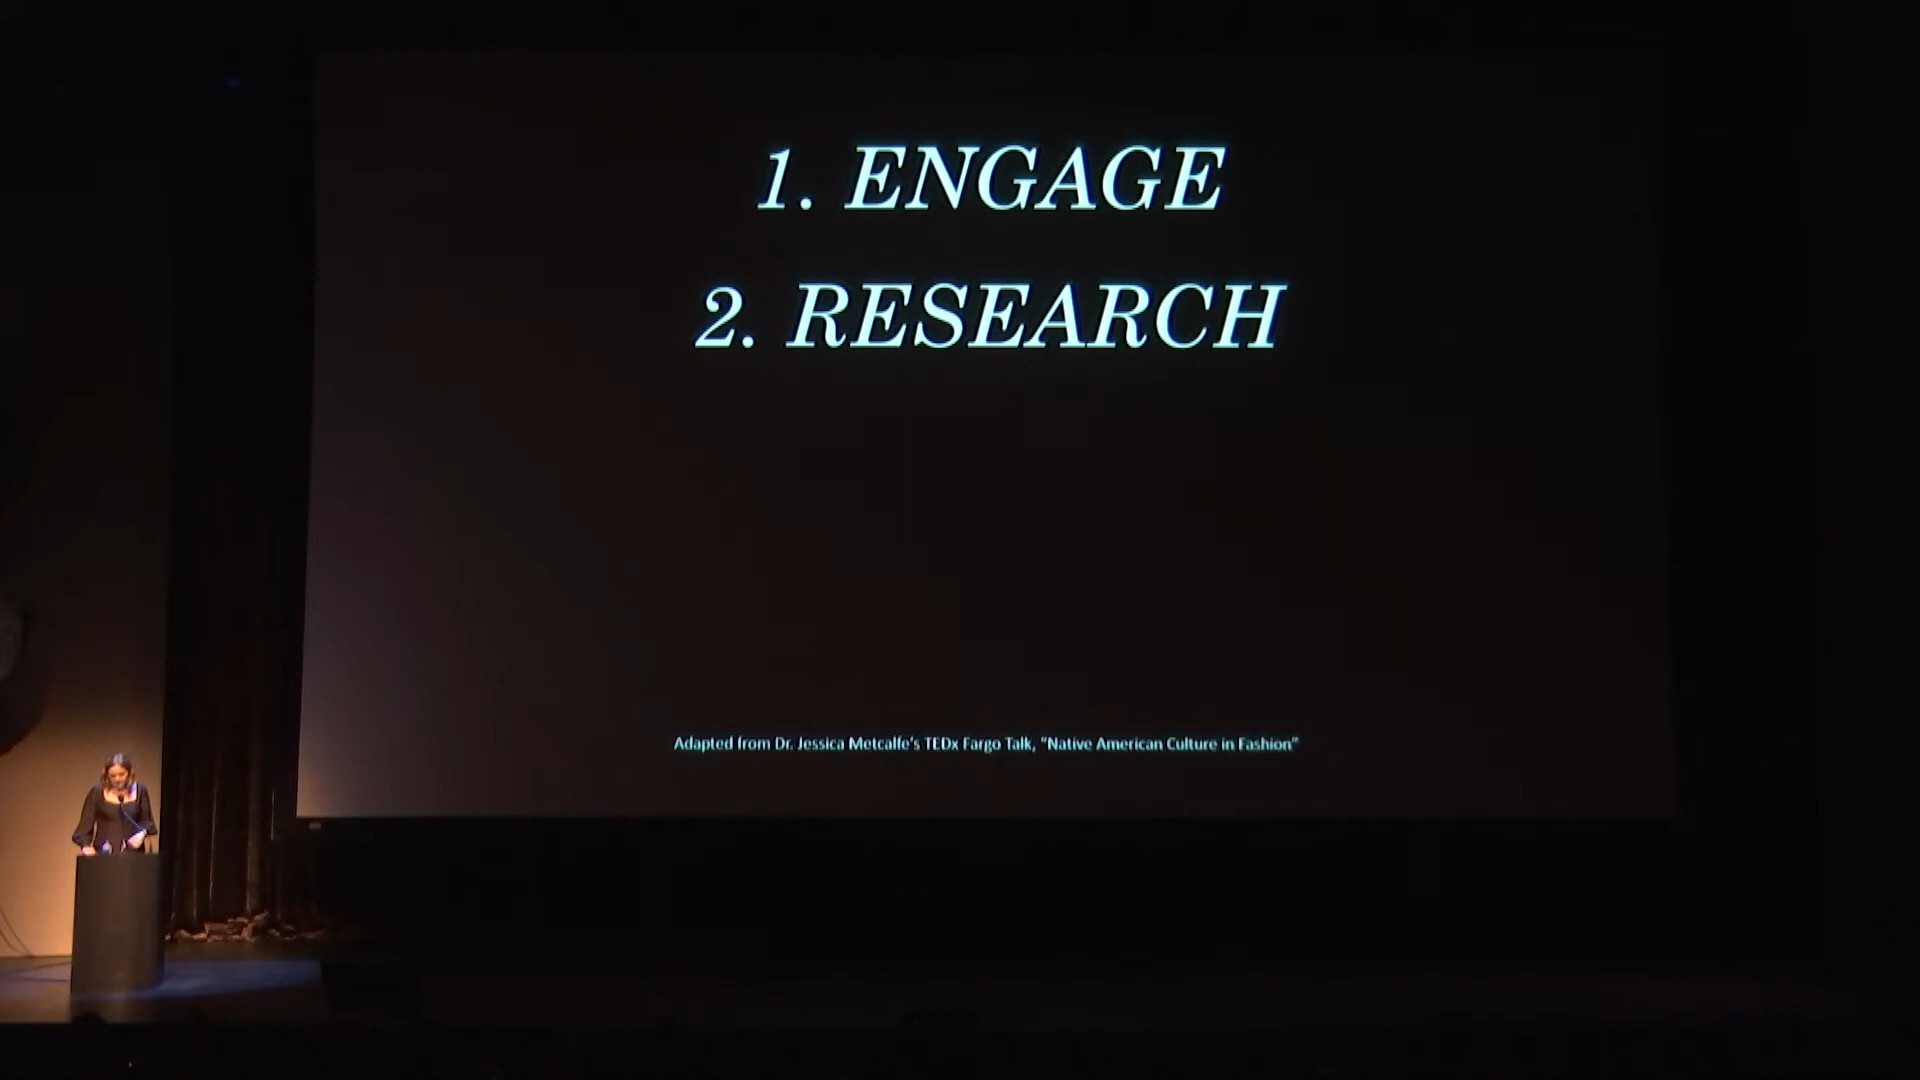 1. ENGAGE
2. RESEARCH
Adapted from Dr. Jessica Metcalfe's TEDx Fargo Talk, "Native American Culture in Fashion"